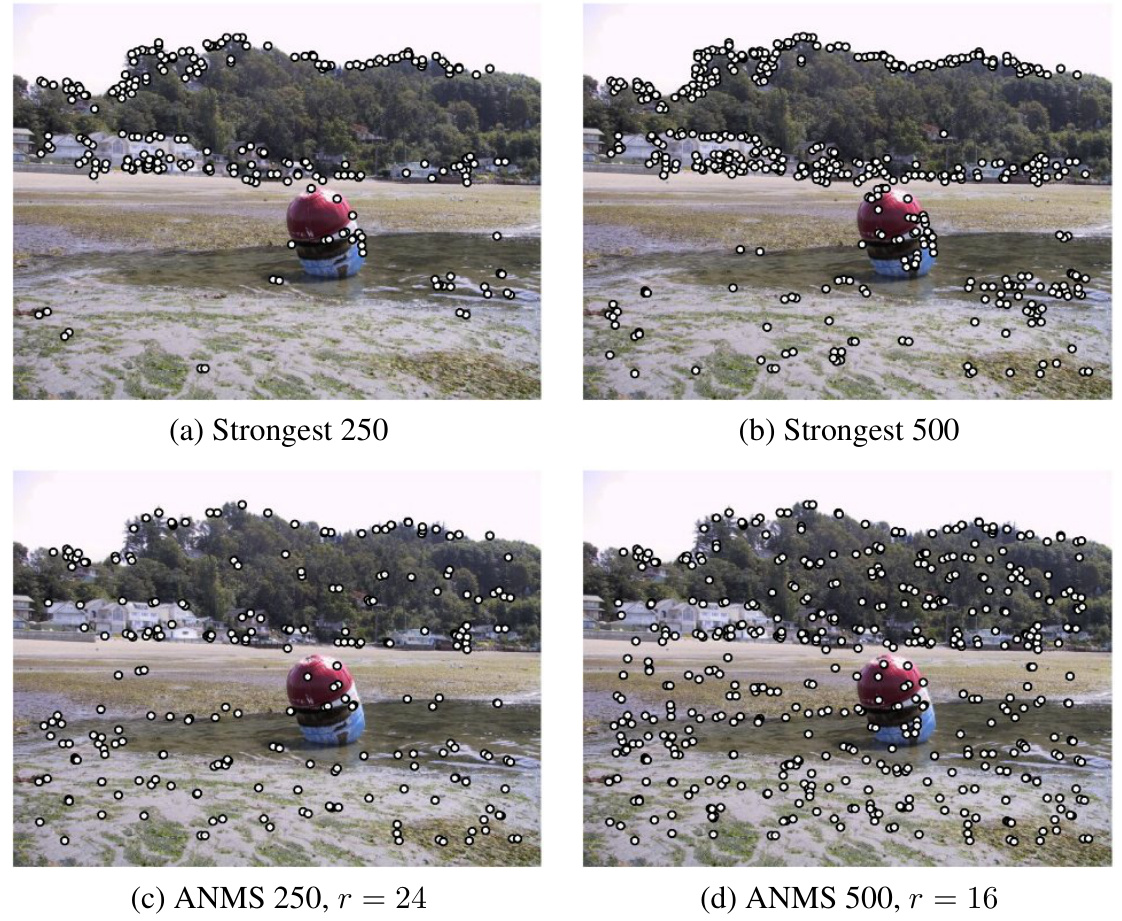 (a) Strongest 250
(b) Strongest 500
(c) ANMS 250, r = 24
(d) ANMS 500, r = 16